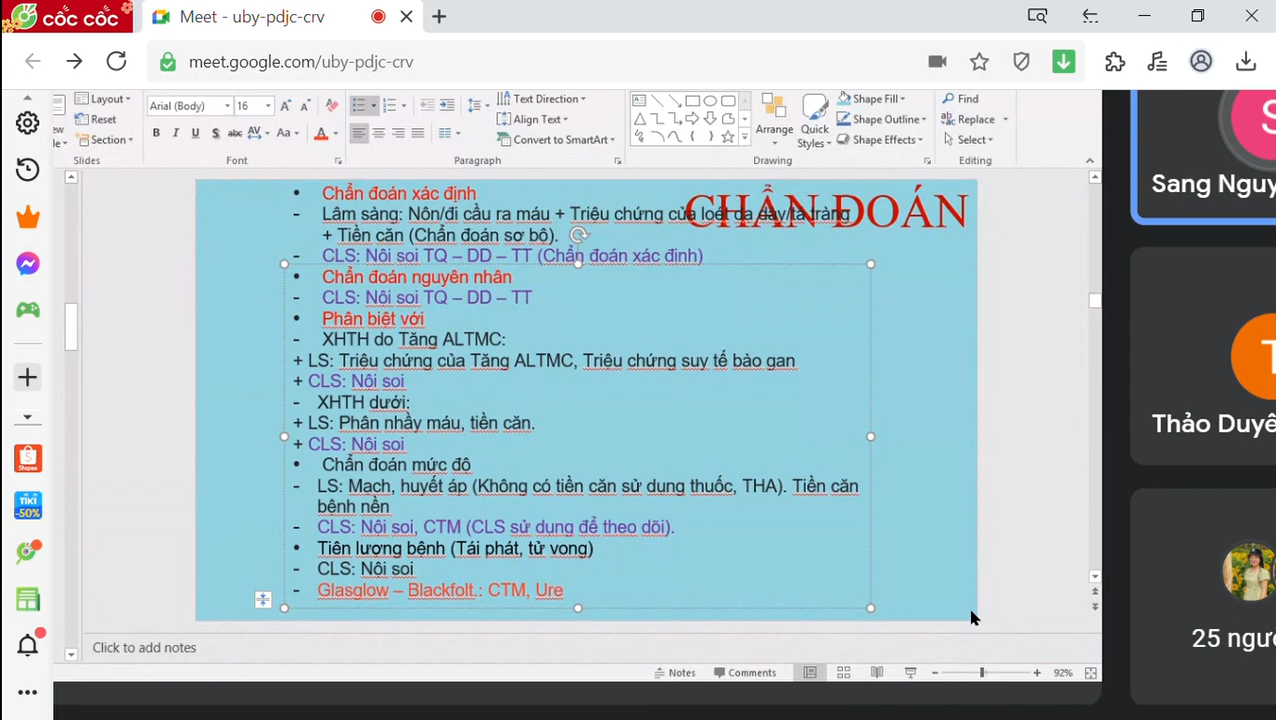 cốc cốc
Meet - uby-pdjc-crv
meet.google.com/uby-pdjc-crv
Layout
Reset
Section
Slides
Arial (Body)
16
B I U S abc AV Aa A
Font
Text Direction
Align Text
Convert to SmartArt
Paragraph
Arrange
Quick
Styles
Shape Fill
Shape Outline
Shape Effects
Drawing
Find
Replace
Select
Editing
CHẨN ĐOÁN
• Chẩn đoán xác định
- Lâm sàng: Nôn/đi cầu ra máu + Triệu chứng của loét dạ dày/tá tràng
+ Tiền căn (Chẩn đoán sơ bộ).
- CLS: Nội soi TQ – DD – TT (Chẩn đoán xác định)
• Chẩn đoán nguyên nhân
- CLS: Nội soi TQ – DD – TT
• Phân biệt với
- XHTH do Tăng ALTMC:
+ LS: Triệu chứng của Tăng ALTMC, Triệu chứng suy tế bào gan
+ CLS: Nội soi
- XHTH dưới:
+ LS: Phân nhầy máu, tiền căn.
+ CLS: Nội soi
• Chẩn đoán mức độ
- LS: Mạch, huyết áp (Không có tiền căn sử dụng thuốc, THA). Tiền căn
bệnh nền
- CLS: Nội soi, CTM (CLS sử dụng để theo dõi).
• Tiên lượng bệnh (Tái phát, tử vong)
- CLS: Nội soi
- Glasglow – Blackfolt.: CTM, Ure
Click to add notes
Notes
Comments
92%
Sang Nguy
Thảo Duyê
25 ngườ
Shopee
TiKi
-50%